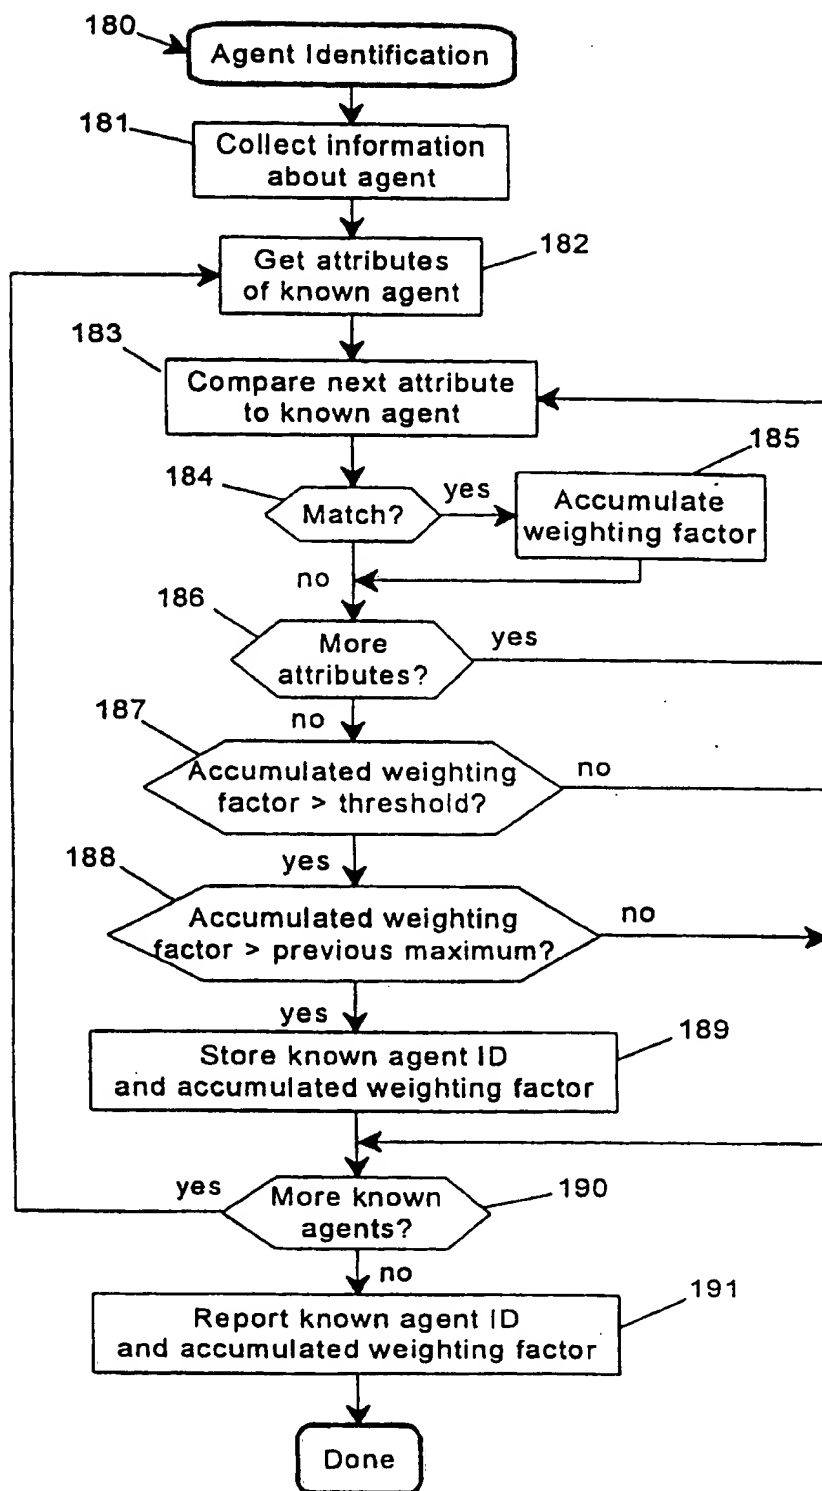 180
Agent Identification
181
Collect information
about agent
182
Get attributes
of known agent
183
Compare next attribute
to known agent
185
184
Match?
yes
Accumulate
weighting factor
no
186
More
attributes?
yes
187
no
Accumulated weighting
factor > threshold?
no
188
yes
Accumulated weighting
factor > previous maximum?
no
yes
189
Store known agent ID
and accumulated weighting factor
yes
More known
agents?
190
no
191
Report known agent ID
and accumulated weighting factor
Done